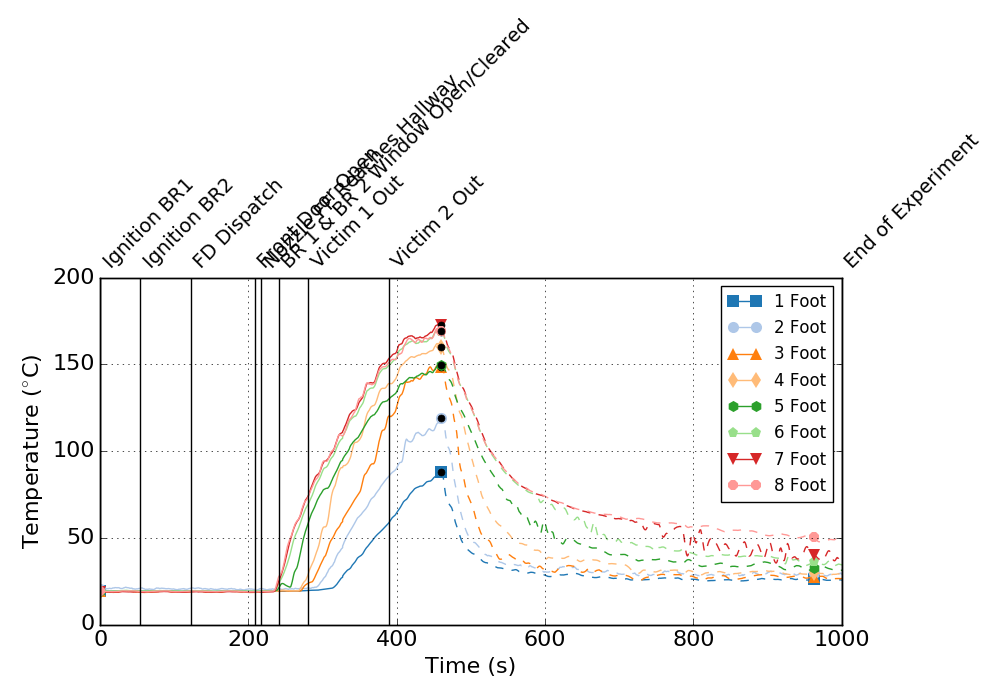 Ignition BR1
Ignition BR2
FD Dispatch
Front Door Open
Nozzle FF Reaches Hallway
BR 1 & BR 2 Window Open/Cleared
Victim 1 Out
Victim 2 Out
End of Experiment
200
150
100
50
0
Temperature (°C)
0
200
400
600
800
1000
Time (s)
1 Foot
2 Foot
3 Foot
4 Foot
5 Foot
6 Foot
7 Foot
8 Foot